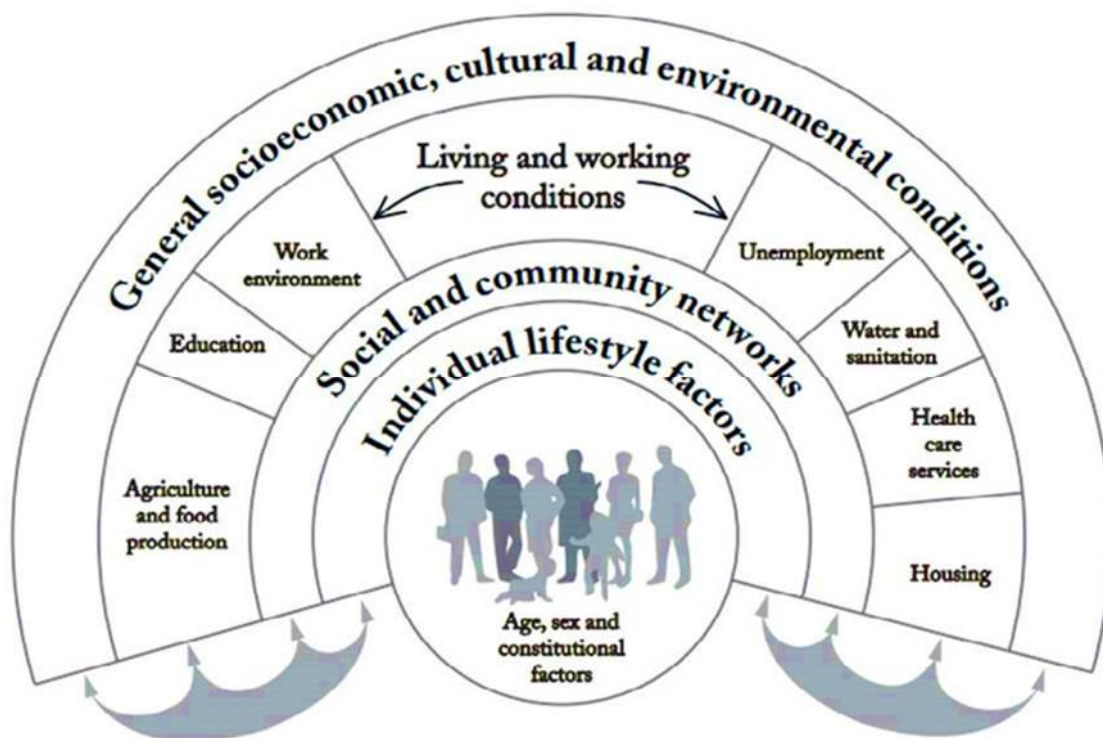 General socioeconomic, cultural and environmental conditions
Living and working
conditions
Work
environment
Unemployment
Education
Water and
sanitation
Agriculture
and food
production
Health
care
services
Housing
Social and community networks
Individual lifestyle factors
Age, sex and
constitutional
factors